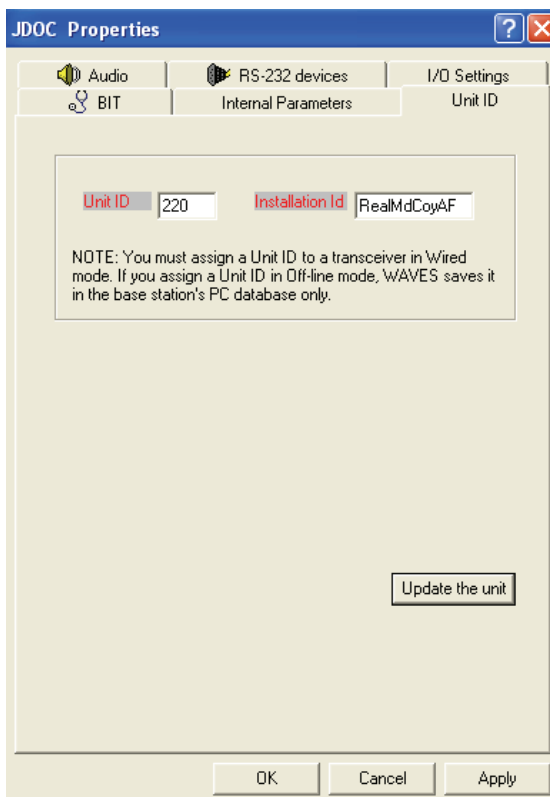 JDOC Properties
Audio
RS-232 devices
I/O Settings
BIT
Internal Parameters
Unit ID
Unit ID 220 Installation Id RealMdCoyAF
NOTE: You must assign a Unit ID to a transceiver in Wired
mode. If you assign a Unit ID in Off-line mode, WAVES saves it
in the base station's PC database only.
Update the unit
OK Cancel Apply